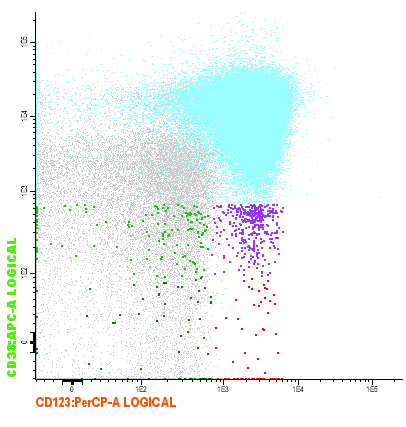 1E5
1E4
1E3
1E2
0
CD38:APC-A LOGICAL
0
1E2
1E3
1E4
1E5
CD123:PerCP-A LOGICAL